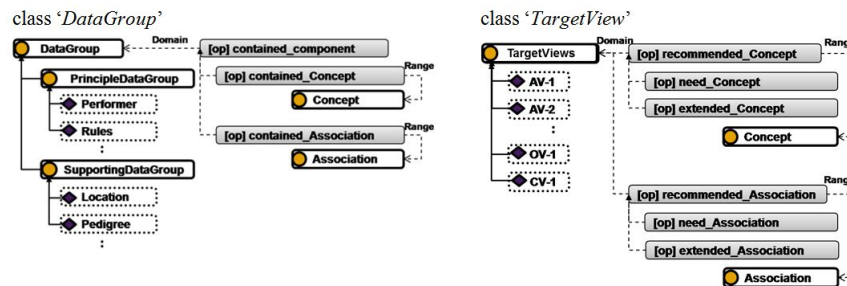 class ‘DataGroup’
DataGroup
Domain
[op] contained_component
PrincipleDataGroup
[op] contained_Concept
Range
Performer
Concept
Rules
[op] contained_Association
Range
:
Association
SupportingDataGroup
Location
Pedigree
:
class ‘TargetView’
TargetViews
Domain
[op] recommended_Concept
Rang
AV-1
[op] need_Concept
AV-2
[op] extended_Concept
:
Concept
OV-1
CV-1
[op] recommended_Association
Rang
[op] need_Association
[op] extended_Association
Association